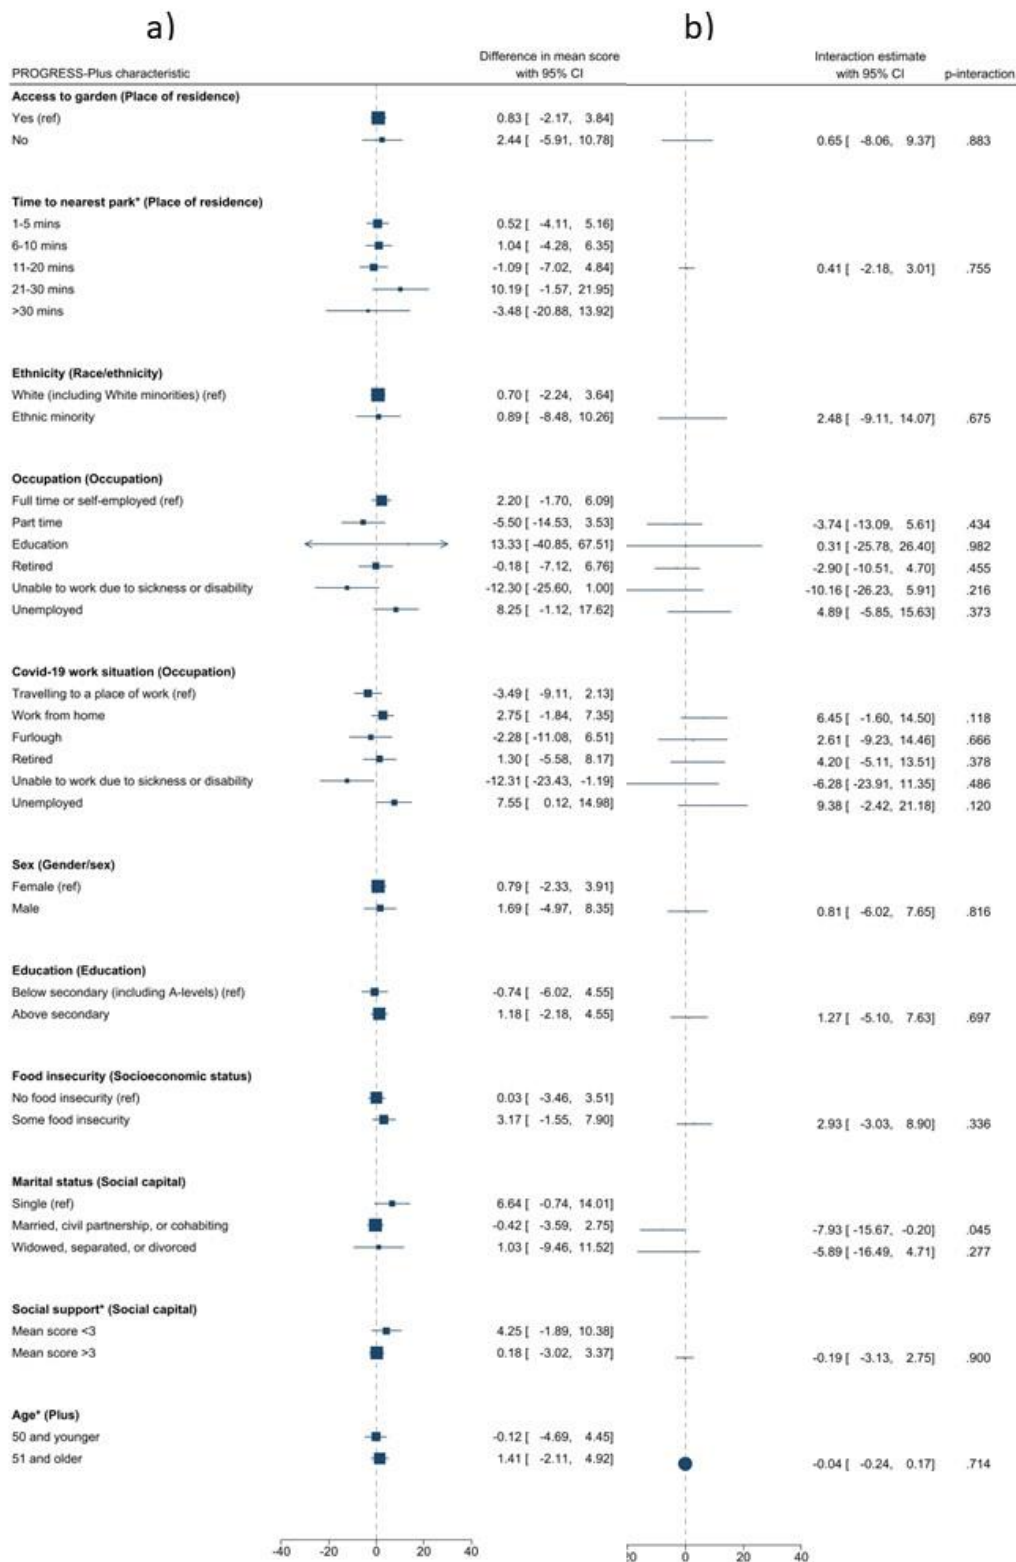 a) b)
Difference in mean score Interaction estimate
PROGRESS-Plus characteristic with 95% CI with 95% CI p-interaction
Access to garden (Place of residence)
Yes (ref) 0.83 [ -2.17, 3.84]
No 2.44 [ -5.91, 10.78] 0.65 [ -8.06, 9.37] .883
Time to nearest park* (Place of residence)
1-5 mins 0.52 [ -4.11, 5.16]
6-10 mins 1.04 [ -4.28, 6.35]
11-20 mins -1.09 [ -7.02, 4.84] 0.41 [ -2.18, 3.01] .755
21-30 mins 10.19 [ -1.57, 21.95]
>30 mins -3.48 [ -20.88, 13.92]
Ethnicity (Race/ethnicity)
White (including White minorities) (ref) 0.70 [ -2.24, 3.64]
Ethnic minority 0.89 [ -8.48, 10.26] 2.48 [ -9.11, 14.07] .675
Occupation (Occupation)
Full time or self-employed (ref) 2.20 [ -1.70, 6.09]
Part time -5.50 [ -14.53, 3.53] -3.74 [ -13.09, 5.61] .434
Education 13.33 [ -40.85, 67.51] 0.31 [ -25.78, 26.40] .982
Retired -0.18 [ -7.12, 6.76] -2.90 [ -10.51, 4.70] .455
Unable to work due to sickness or disability -12.30 [ -25.60, 1.00] -10.16 [ -26.23, 5.91] .216
Unemployed 8.25 [ -1.12, 17.62] 4.89 [ -5.85, 15.63] .373
Covid-19 work situation (Occupation)
Travelling to a place of work (ref) -3.49 [ -9.11, 2.13]
Work from home 2.75 [ -1.84, 7.35] 6.45 [ -1.60, 14.50] .118
Furlough -2.28 [ -11.08, 6.51] 2.61 [ -9.23, 14.46] .666
Retired 1.30 [ -5.58, 8.17] 4.20 [ -5.11, 13.51] .378
Unable to work due to sickness or disability -12.31 [ -23.43, -1.19] -6.28 [ -23.91, 11.35] .486
Unemployed 7.55 [ 0.12, 14.98] 9.38 [ -2.42, 21.18] .120
Sex (Gender/sex)
Female (ref) 0.79 [ -2.33, 3.91]
Male 1.69 [ -4.97, 8.35] 0.81 [ -6.02, 7.65] .816
Education (Education)
Below secondary (including A-levels) (ref) -0.74 [ -6.02, 4.55]
Above secondary 1.18 [ -2.18, 4.55] 1.27 [ -5.10, 7.63] .697
Food insecurity (Socioeconomic status)
No food insecurity (ref) 0.03 [ -3.46, 3.51]
Some food insecurity 3.17 [ -1.55, 7.90] 2.93 [ -3.03, 8.90] .336
Marital status (Social capital)
Single (ref) 6.64 [ -0.74, 14.01]
Married, civil partnership, or cohabiting -0.42 [ -3.59, 2.75] -7.93 [ -15.67, -0.20] .045
Widowed, separated, or divorced 1.03 [ -9.46, 11.52] -5.89 [ -16.49, 4.71] .277
Social support* (Social capital)
Mean score <3 4.25 [ -1.89, 10.38]
Mean score >3 0.18 [ -3.02, 3.37] -0.19 [ -3.13, 2.75] .900
Age* (Plus)
50 and younger -0.12 [ -4.69, 4.45]
51 and older 1.41 [ -2.11, 4.92] -0.04 [ -0.24, 0.17] .714
-40 -20 0 20 40 20 0 20 40